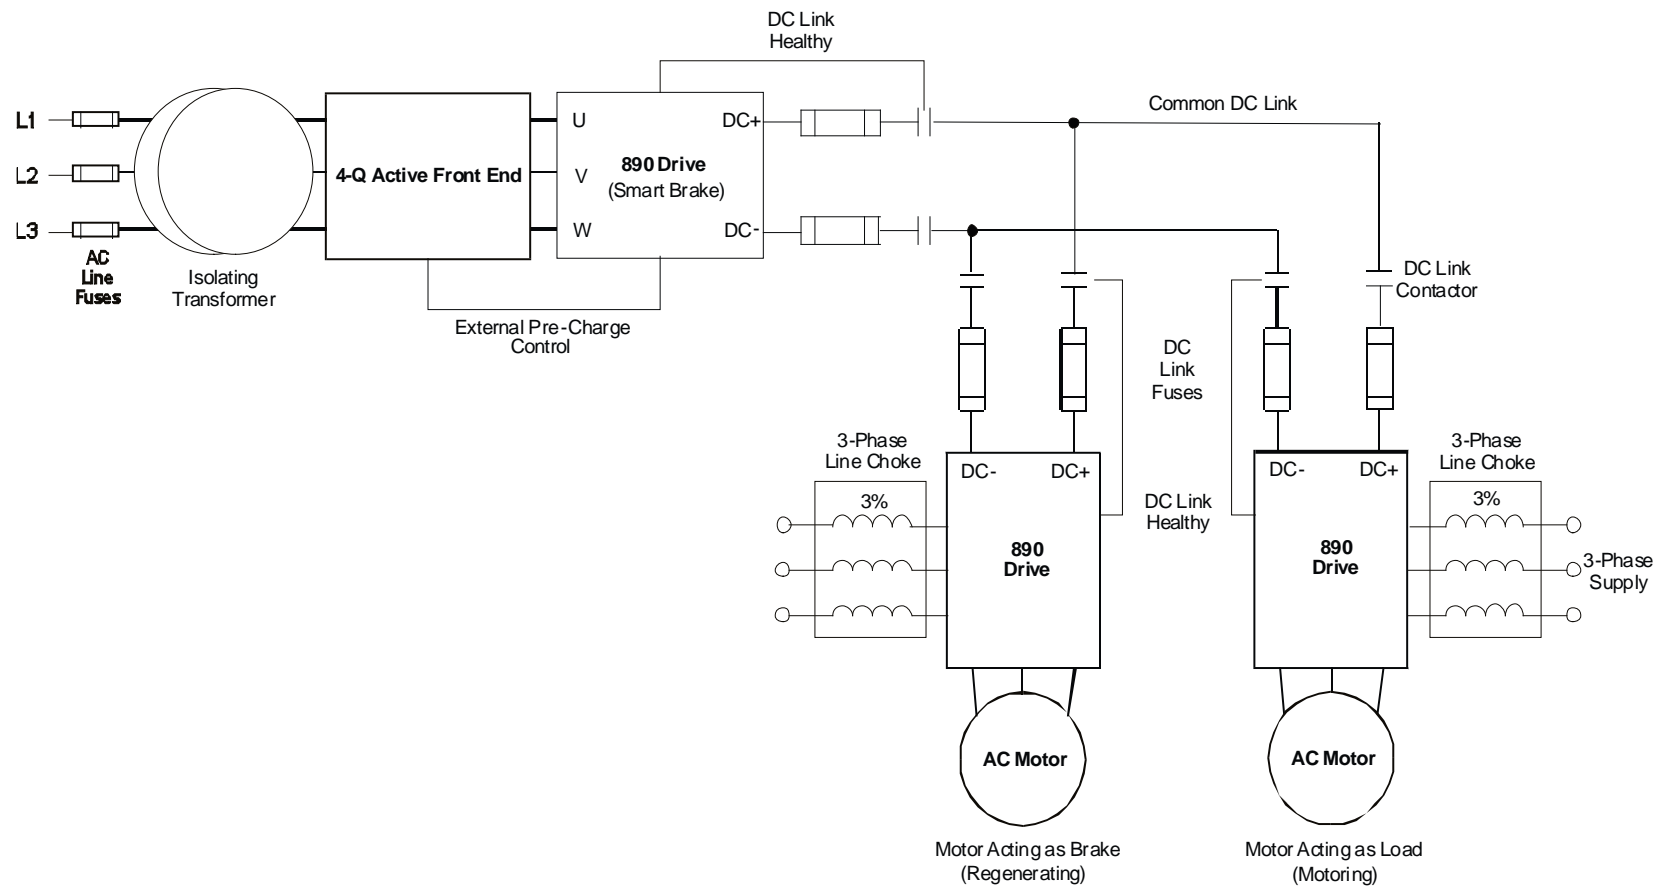 DC Link
Healthy
Common DC Link
L1
L2
L3
AC
Line
Fuses
Isolating
Transformer
4-Q Active Front End
External Pre-Charge
Control
U
V
W
890 Drive
(Smart Brake)
DC+
DC-
DC Link
Contactor
DC
Link
Fuses
3-Phase
Line Choke
3%
DC-
DC+
890
Drive
DC Link
Healthy
DC-
DC+
890
Drive
3-Phase
Line Choke
3%
3-Phase
Supply
AC Motor
AC Motor
Motor Acting as Brake
(Regenerating)
Motor Acting as Load
(Motoring)